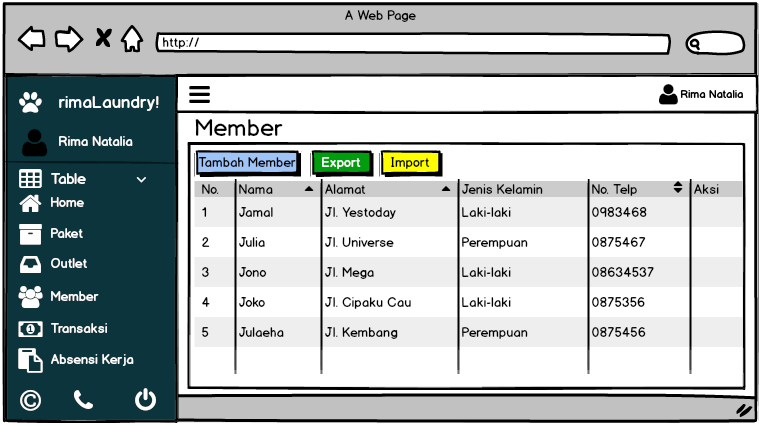 A Web Page
http://
rimaLaundry!
Rima Natalia
Table
Home
Paket
Outlet
Member
Transaksi
Absensi Kerja
Rima Natalia
Member
Tambah Member Export Import
No. Nama Alamat Jenis Kelamin No. Telp Aksi
1 Jamal Jl. Yestoday Laki-laki 0983468
2 Julia Jl. Universe Perempuan 0875467
3 Jono Jl. Mega Laki-laki 08634537
4 Joko Jl. Cipaku Cau Laki-laki 0875356
5 Julaeha Jl. Kembang Perempuan 0875456